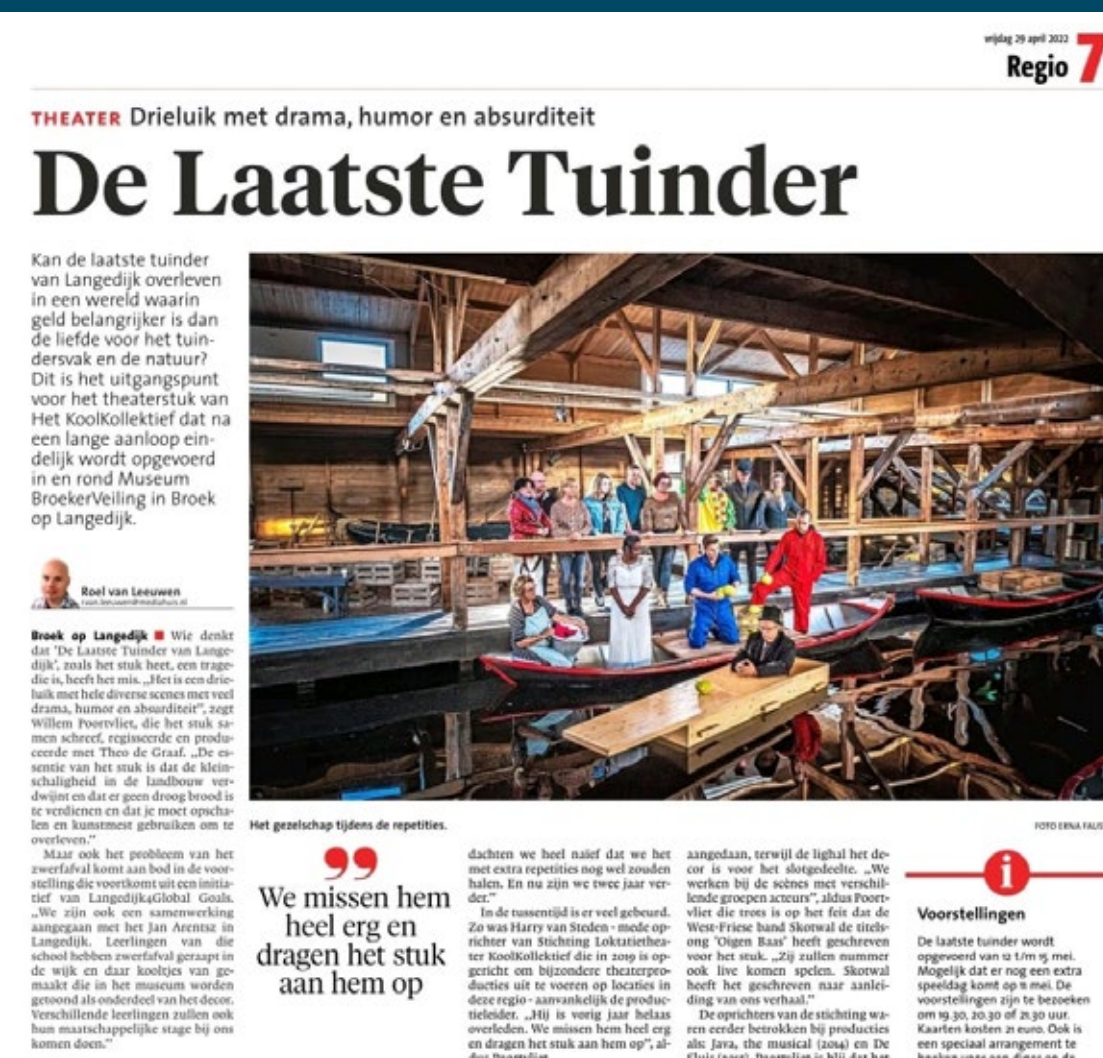 vrijdag 29 april 2022
Regio 7
THEATER Drieluik met drama, humor en absurditeit
De Laatste Tuinder
Kan de laatste tuinder
van Langedijk overleven
in een wereld waarin
geld belangrijker is dan
de liefde voor het tuin-
dersvak en de natuur?
Dit is het uitgangspunt
voor het theaterstuk van
Het KoolKollektief dat na
een lange aanloop ein-
delijk wordt opgevoerd
in en rond Museum
BroekerVeiling in Broek
op Langedijk.
Roel van Leeuwen
Broek op Langedijk ■ Wie denkt
dat 'De Laatste Tuinder van Lange-
dijk', zoals het stuk heet, een trage-
die is, heeft het mis. „Het is een drie-
luik met hele diverse scenes met veel
drama, humor en absurditeit”, zegt
Willem Poortvliet, die het stuk sa-
men schreef, regisseerde en produ-
ceerde met Theo de Graaf. „De es-
sentie van het stuk is dat de klein-
schaligheid in de landbouw ver-
dwijnt en dat er geen droog brood is
te verdienen en dat je moet opscha-
len en kunstmest gebruiken om te
overleven.”
Maar ook het probleem van het
zwerfafval komt aan bod in de voor-
stelling die voortkomt uit een initia-
tief van Langedijk4Global Goals.
„We zijn ook een samenwerking
aangegaan met het Jan Arentsz in
Langedijk. Leerlingen van die
school hebben zwerfafval geraapt in
de wijk en daar kooltjes van ge-
maakt die in het museum worden
getoond als onderdeel van het decor.
Verschillende leerlingen zullen ook
hun maatschappelijke stage bij ons
komen doen.”
Het gezelschap tijdens de repetities.
FOTO ERNA FAUS
”
We missen hem
heel erg en
dragen het stuk
aan hem op
dachten we heel naïef dat we het
met extra repetities nog wel zouden
halen. En nu zijn we twee jaar ver-
der.”
In de tussentijd is er veel gebeurd.
Zo was Harry van Steden - mede op-
richter van Stichting Loktatiethea-
ter KoolKollektief die in 2019 is op-
gericht om bijzondere theaterpro-
ducties uit te voeren op locaties in
deze regio - aanvankelijk de produc-
tieleider. „Hij is vorig jaar helaas
overleden. We missen hem heel erg
en dragen het stuk aan hem op”, al-
dus Poortvliet.
aangedaan, terwijl de lighal het de-
cor is voor het slotgedeelte. „We
werken bij de scènes met verschil-
lende groepen acteurs”, aldus Poort-
vliet die trots is op het feit dat de
West-Friese band Skotwal de titels-
ong 'Oigen Baas' heeft geschreven
voor het stuk. „Zij zullen nummer
ook live komen spelen. Skotwal
heeft het geschreven naar aanlei-
ding van ons verhaal.”
De oprichters van de stichting wa-
ren eerder betrokken bij producties
als: Java, the musical (2014) en De
i
Voorstellingen
De laatste tuinder wordt
opgevoerd van 12 t/m 15 mei.
Mogelijk dat er nog een extra
speeldag komt op 11 mei. De
voorstellingen zijn te bezoeken
om 19.30, 20.30 of 21.30 uur.
Kaarten kosten 21 euro. Ook is
een speciaal arrangement te